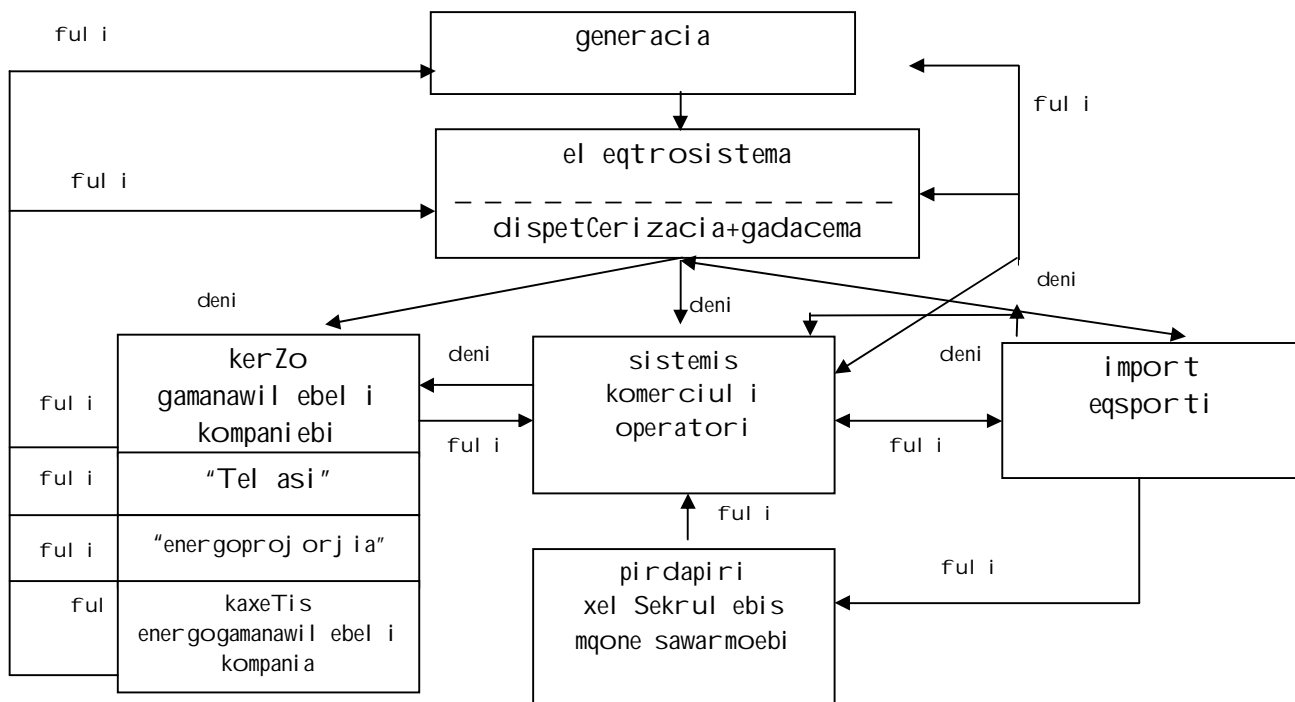 fuli
generacia
fuli
eleqtrosistema
fuli
dispetCerizacia+gadacema
deni
deni
deni
kerZo
gamanawilebeli
kompaniebi
deni
sistemis
komerciuli
operatori
deni
import
eqsporti
fuli
fuli
fuli
fuli
"Telasi"
fuli
fuli
"energoprojorjia"
pirdapiri
xelSekrulebis
mqone sawarmoebi
fuli
ful
kaxeTis
energogamanawilebeli
kompania